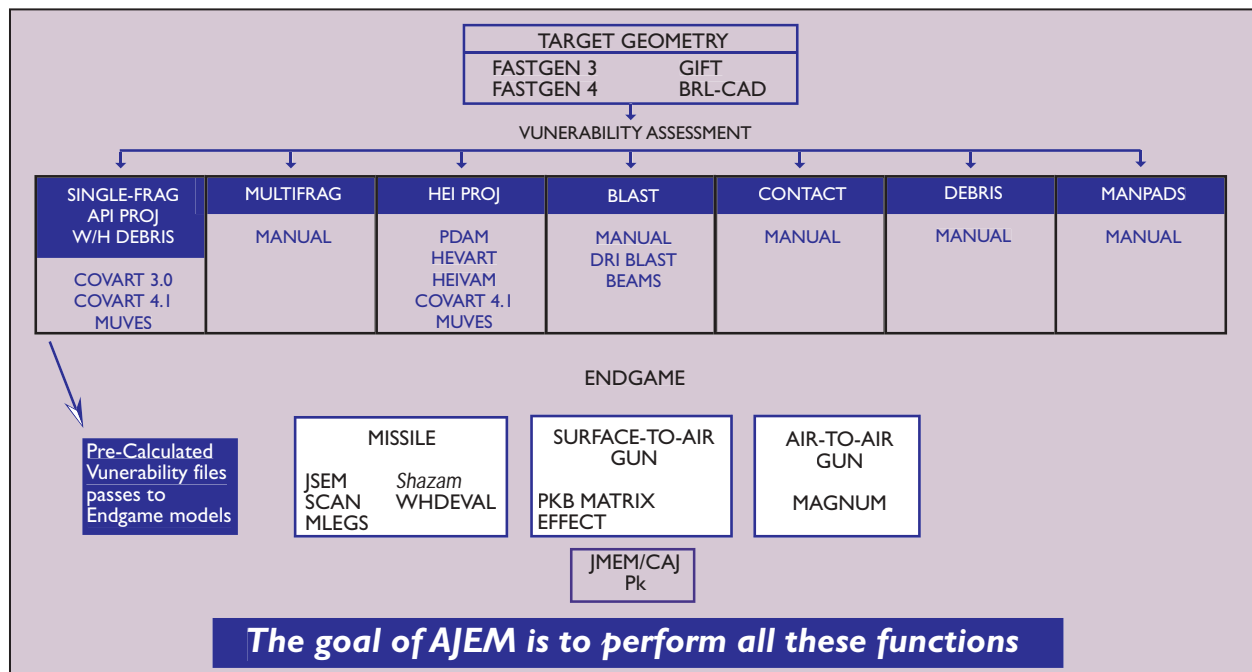 TARGET GEOMETRY
FASTGEN 3 GIFT
FASTGEN 4 BRL-CAD
VUNERABILITY ASSESSMENT
SINGLE-FRAG
API PROJ
W/H DEBRIS
COVART 3.0
COVART 4.1
MUVES
MULTIFRAG
MANUAL
HEI PROJ
PDAM
HEVART
HEIVAM
COVART 4.1
MUVES
BLAST
MANUAL
DRI BLAST
BEAMS
CONTACT
MANUAL
DEBRIS
MANUAL
MANPADS
MANUAL
ENDGAME
Pre-Calculated
Vunerability files
passes to
Endgame models
MISSILE
JSEM Shazam
SCAN WHDEVAL
MLEGS
SURFACE-TO-AIR
GUN
PKB MATRIX
EFFECT
AIR-TO-AIR
GUN
MAGNUM
JMEM/CAJ
Pk
The goal of AJEM is to perform all these functions